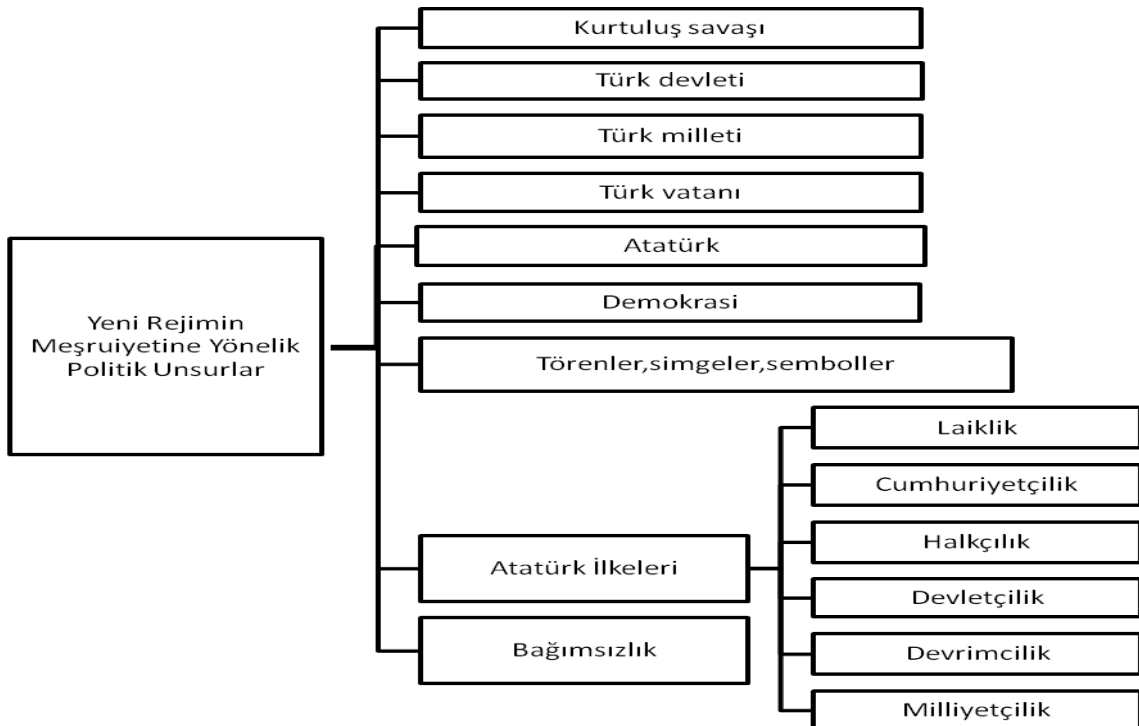 Yeni Rejimin
Meşruiyetine Yönelik
Politik Unsurlar
Kurtuluş savaşı
Türk devleti
Türk milleti
Türk vatanı
Atatürk
Demokrasi
Törenler,simgeler,semboller
Atatürk İlkeleri
Laiklik
Cumhuriyetçilik
Halkçılık
Devletçilik
Devrimcilik
Milliyetçilik
Bağımsızlık